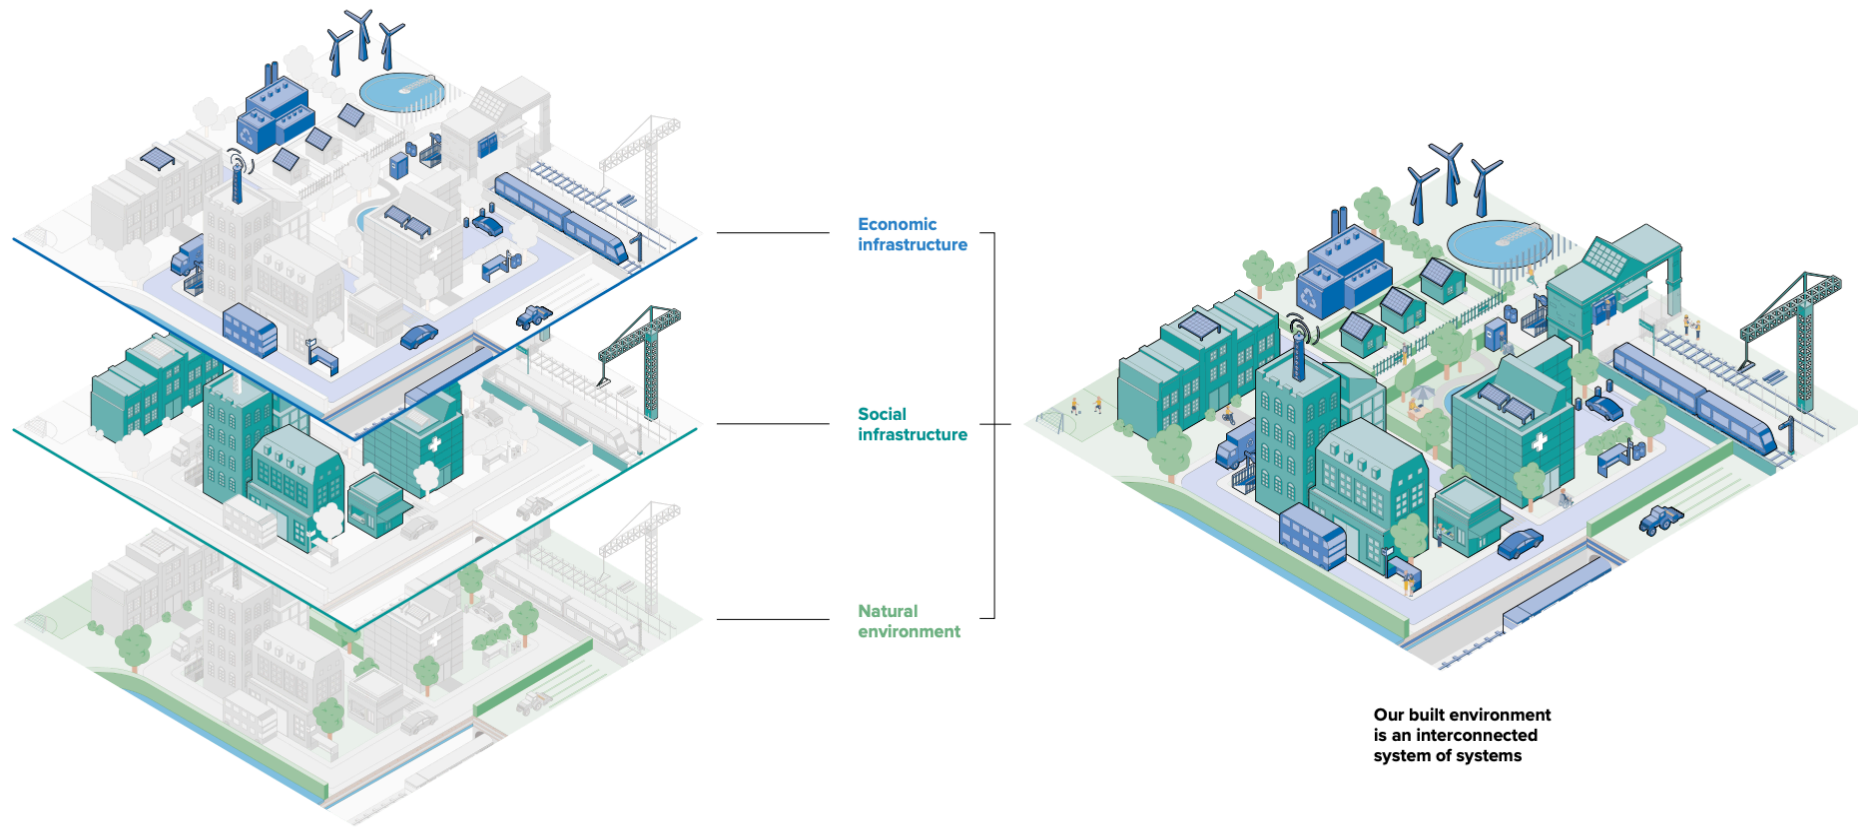 Economic
infrastructure
Social
infrastructure
Natural
environment
Our built environment
is an interconnected
system of systems